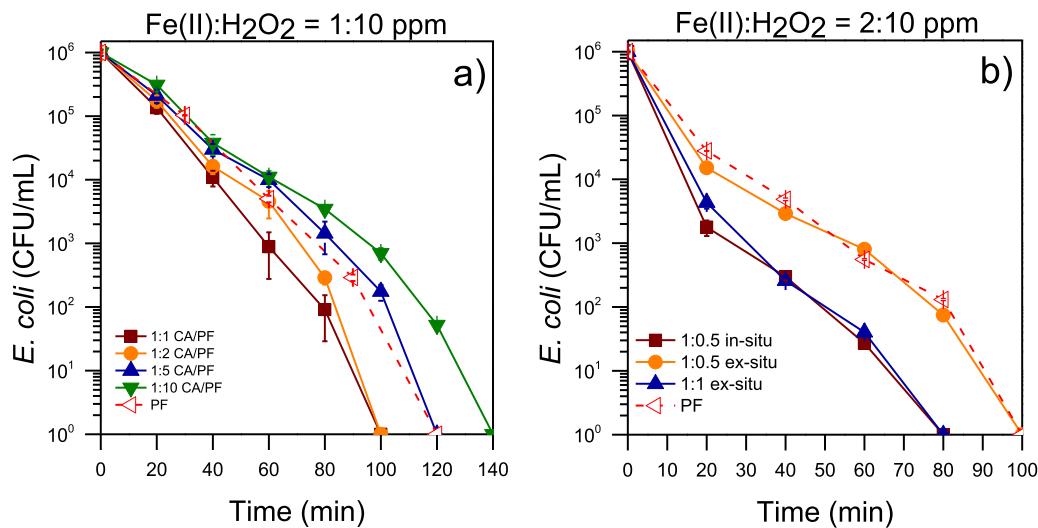 Fe(II):H2O2 = 1:10 ppm
a)
10^6
10^5
10^4
10^3
10^2
10^1
10^0
E. coli (CFU/mL)
1:1 CA/PF
1:2 CA/PF
1:5 CA/PF
1:10 CA/PF
PF
0 20 40 60 80 100 120 140
Time (min)
Fe(II):H2O2 = 2:10 ppm
b)
10^6
10^5
10^4
10^3
10^2
10^1
10^0
E. coli (CFU/mL)
1:0.5 in-situ
1:0.5 ex-situ
1:1 ex-situ
PF
0 10 20 30 40 50 60 70 80 90 100
Time (min)